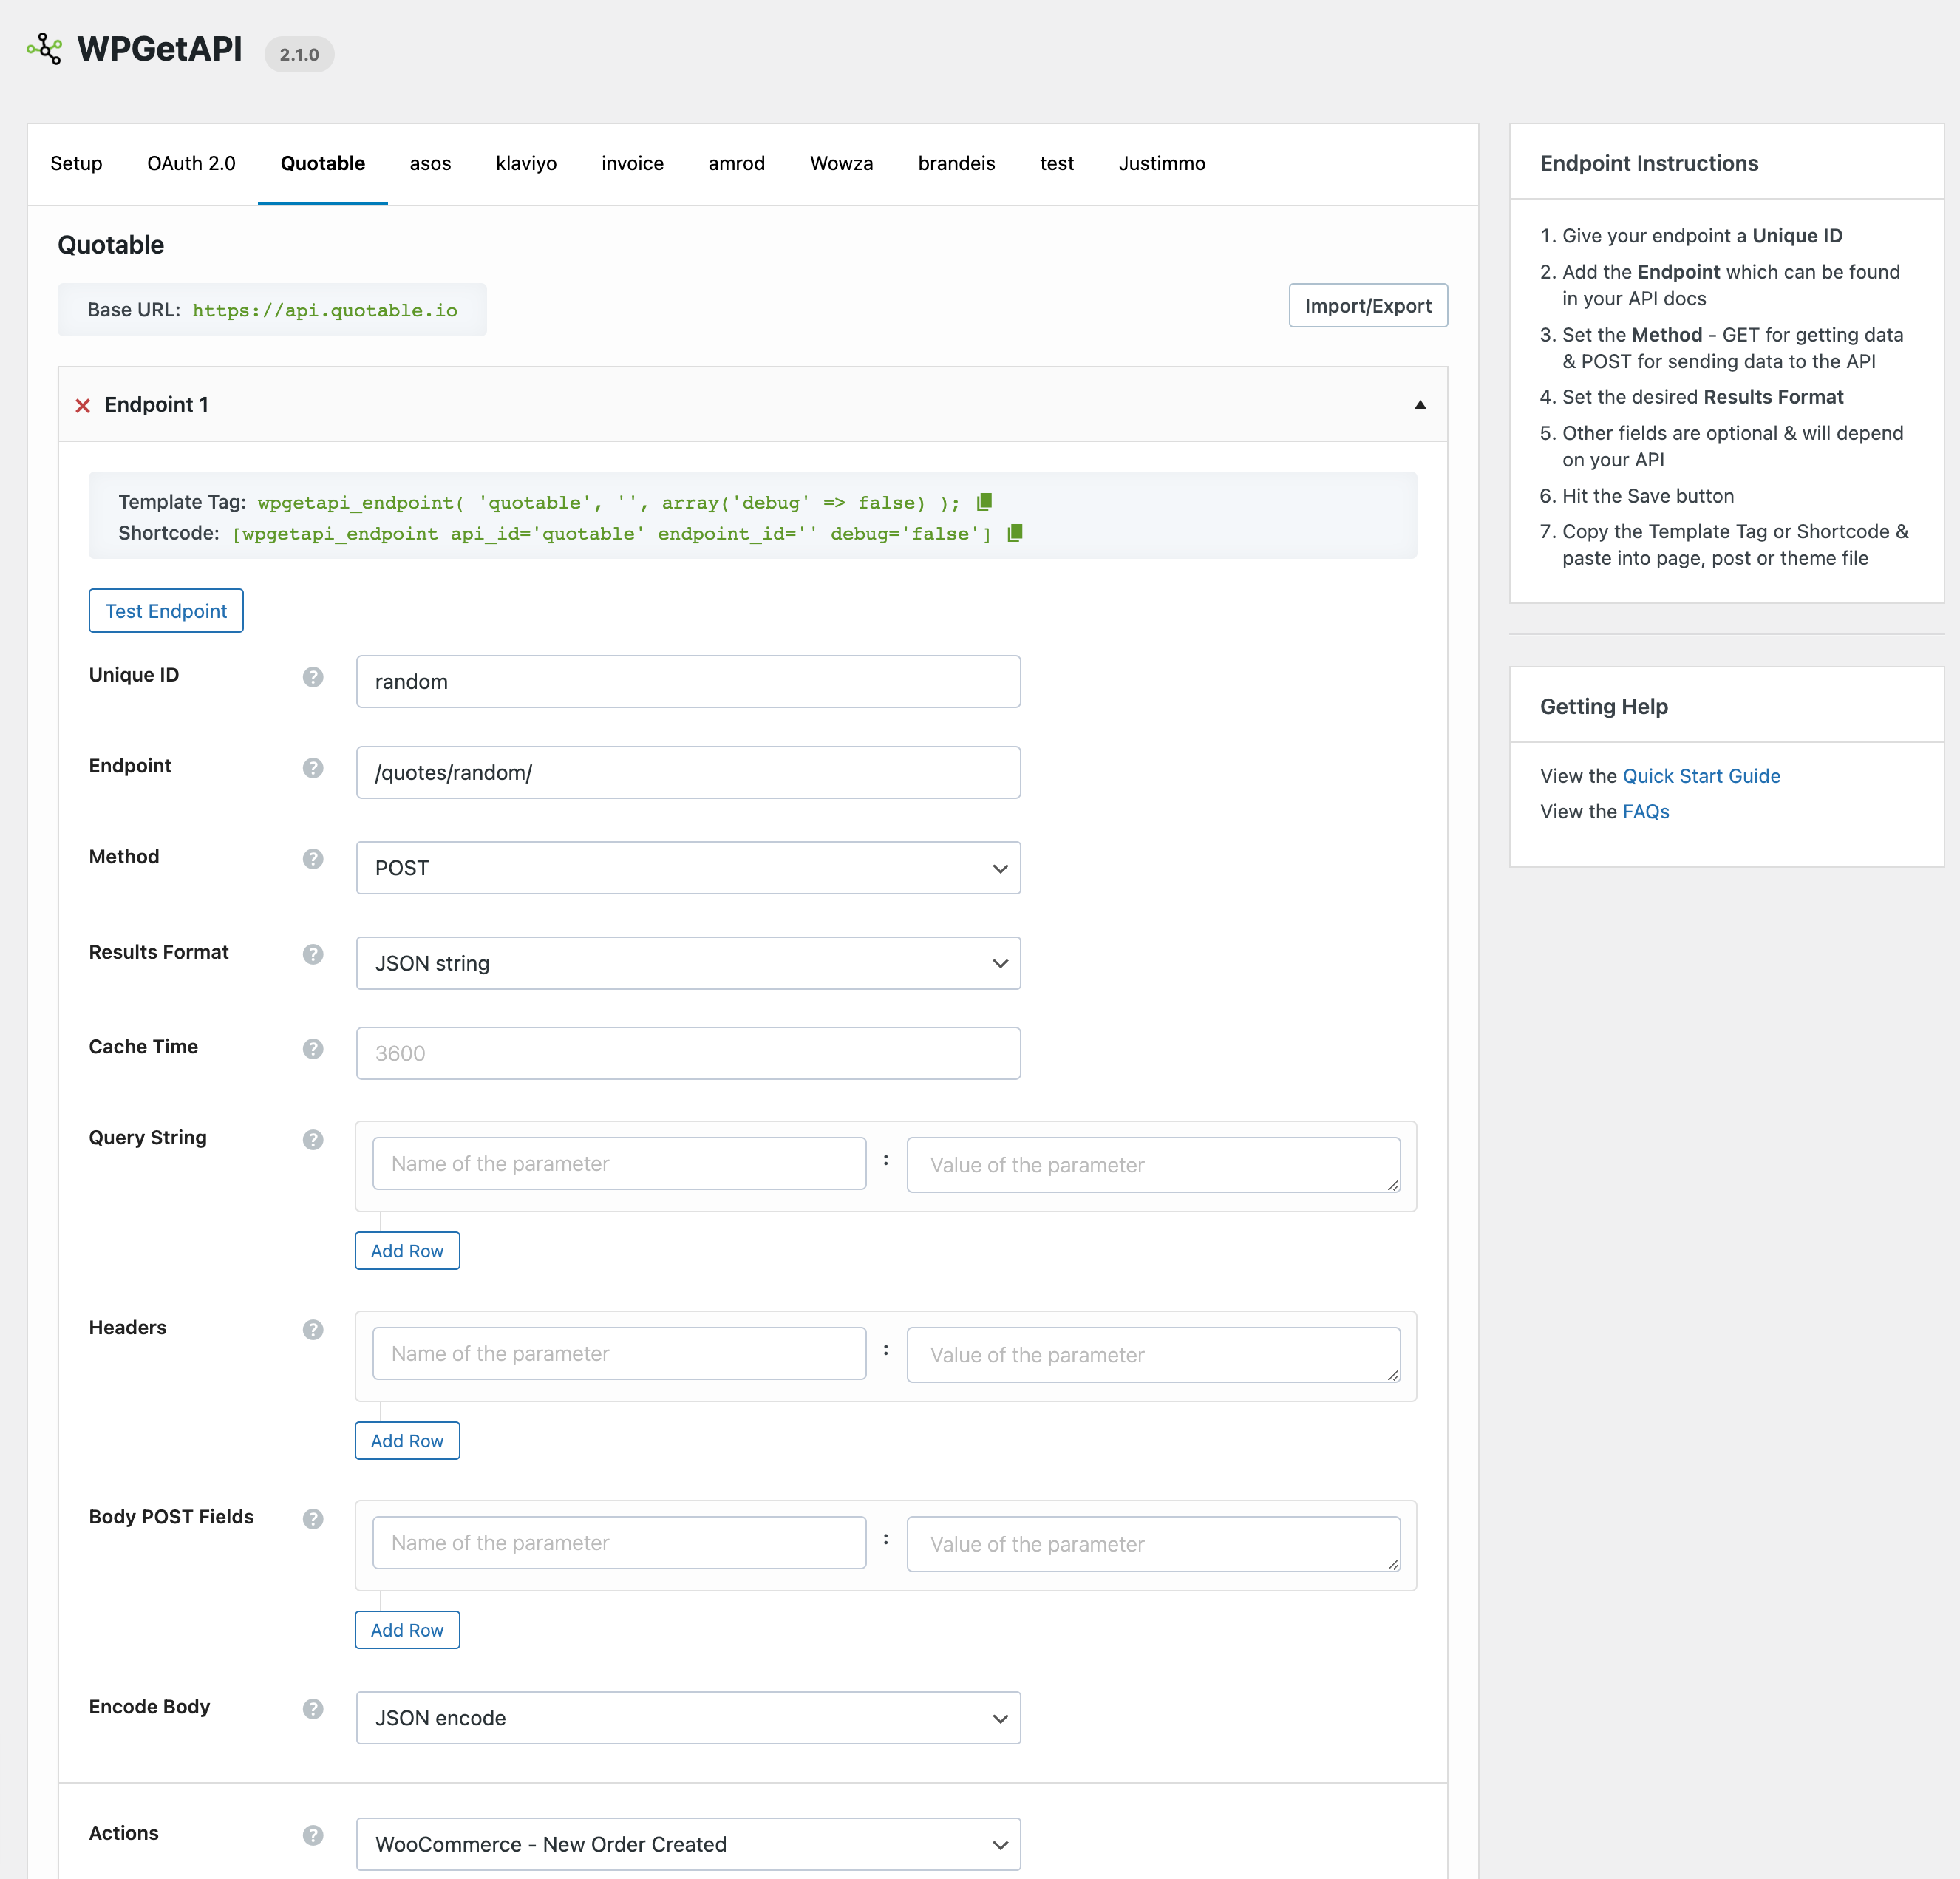 WPGetAPI 2.1.0
Setup OAuth 2.0 Quotable asos klaviyo invoice amrod Wowza brandeis test Justimmo
Quotable
Base URL: https://api.quotable.io
Import/Export
Endpoint 1
Template Tag: wpgetapi_endpoint( 'quotable', '', array('debug' => false) );
Shortcode: [wpgetapi_endpoint api_id='quotable' endpoint_id='' debug='false']
Test Endpoint
Unique ID ? random
Endpoint ? /quotes/random/
Method ? POST
Results Format ? JSON string
Cache Time ? 3600
Query String ? Name of the parameter : Value of the parameter
Add Row
Headers ? Name of the parameter : Value of the parameter
Add Row
Body POST Fields ? Name of the parameter : Value of the parameter
Add Row
Encode Body ? JSON encode
Actions ? WooCommerce - New Order Created
Endpoint Instructions
1. Give your endpoint a Unique ID
2. Add the Endpoint which can be found
in your API docs
3. Set the Method - GET for getting data
& POST for sending data to the API
4. Set the desired Results Format
5. Other fields are optional & will depend
on your API
6. Hit the Save button
7. Copy the Template Tag or Shortcode &
paste into page, post or theme file
Getting Help
View the Quick Start Guide
View the FAQs